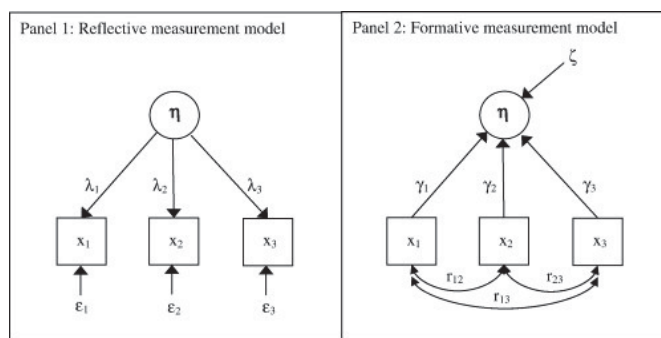 Panel 1: Reflective measurement model
η
λ₁ λ₂ λ₃
x₁ x₂ x₃
ε₁ ε₂ ε₃
Panel 2: Formative measurement model
ζ
η
γ₁ γ₂ γ₃
x₁ x₂ x₃
r₁₂ r₂₃
r₁₃